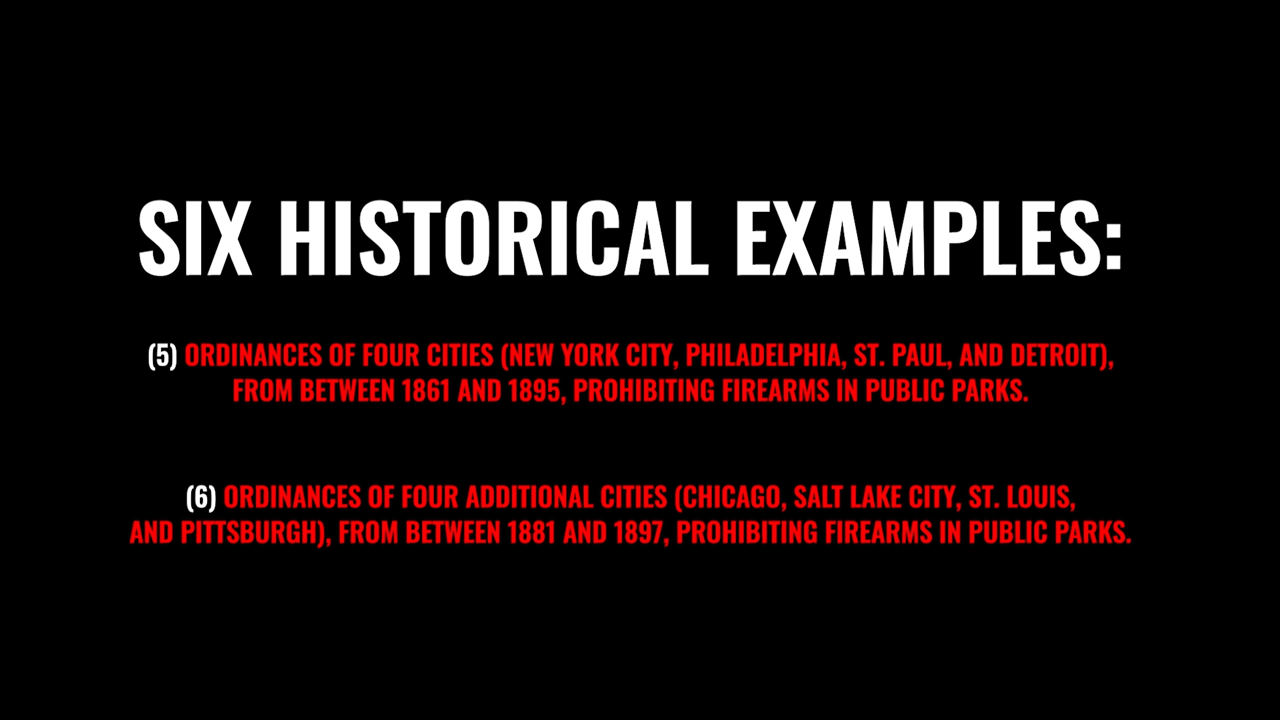 SIX HISTORICAL EXAMPLES:
(5) ORDINANCES OF FOUR CITIES (NEW YORK CITY, PHILADELPHIA, ST. PAUL, AND DETROIT),
FROM BETWEEN 1861 AND 1895, PROHIBITING FIREARMS IN PUBLIC PARKS.
(6) ORDINANCES OF FOUR ADDITIONAL CITIES (CHICAGO, SALT LAKE CITY, ST. LOUIS,
AND PITTSBURGH), FROM BETWEEN 1881 AND 1897, PROHIBITING FIREARMS IN PUBLIC PARKS.